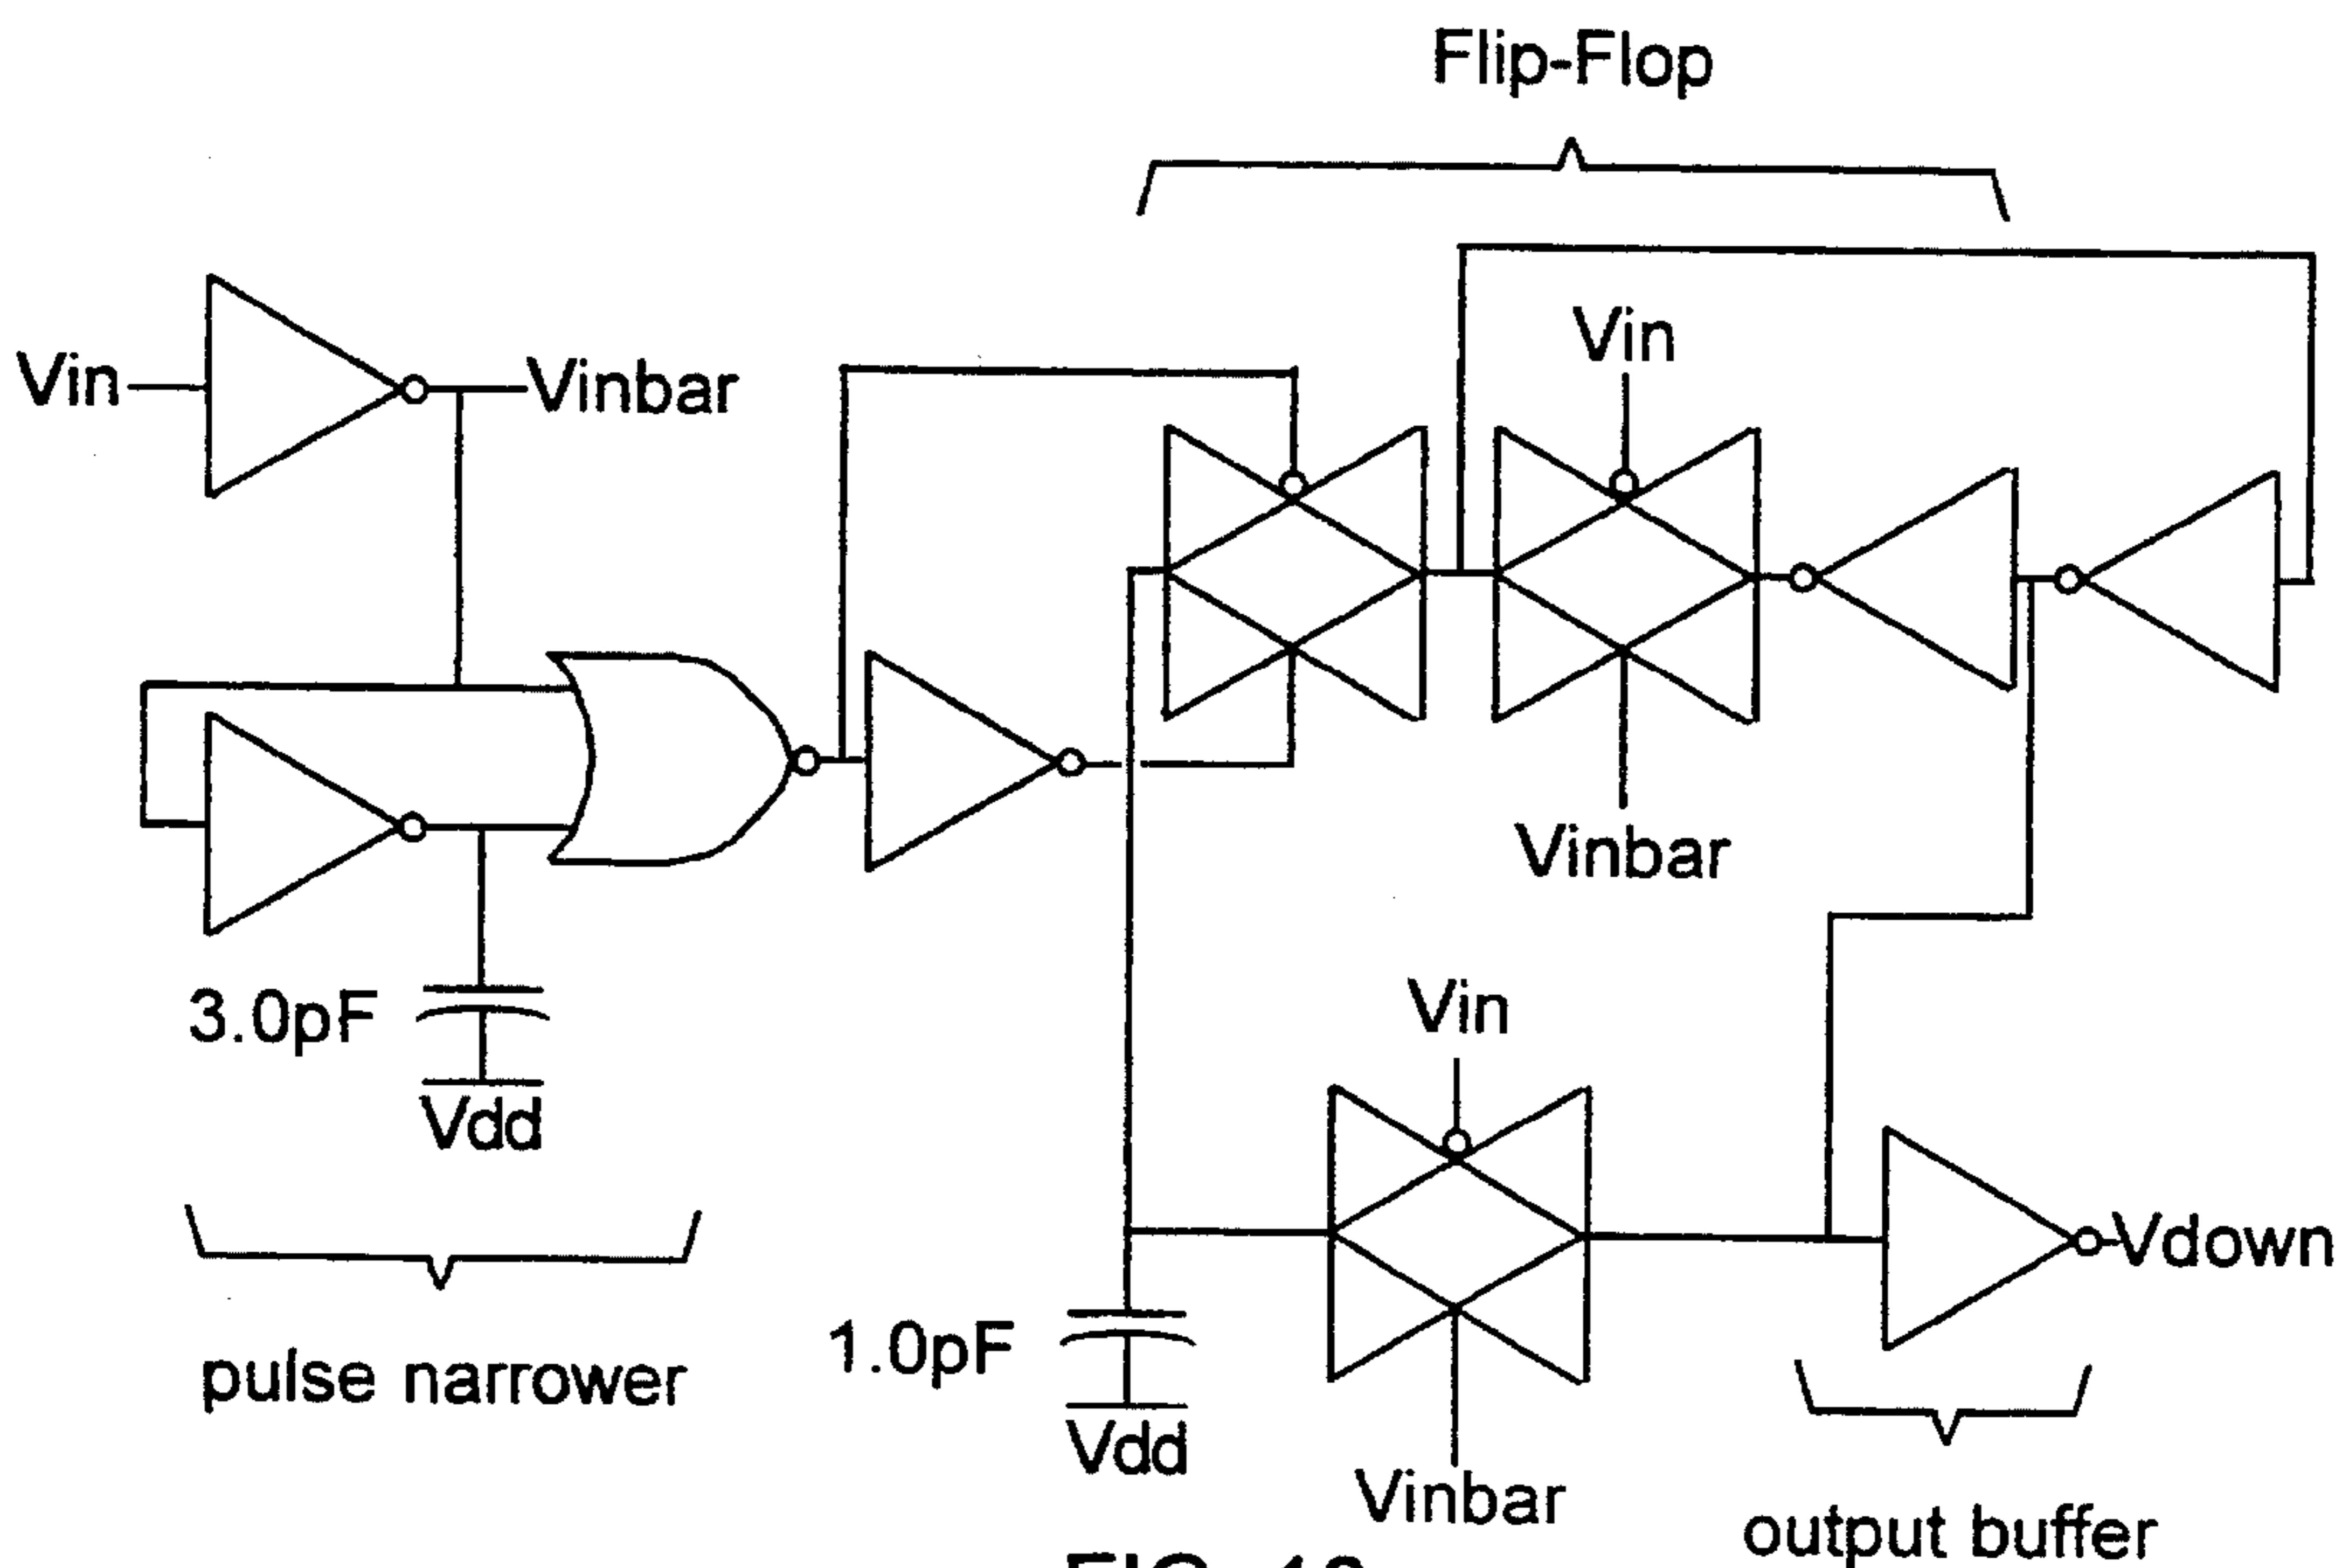 Flip-Flop
Vin
Vin
Vinbar
Vinbar
Vin
3.0pF
Vdd
1.0pF
Vdown
Vdd
pulse narrower
Vinbar
output buffer